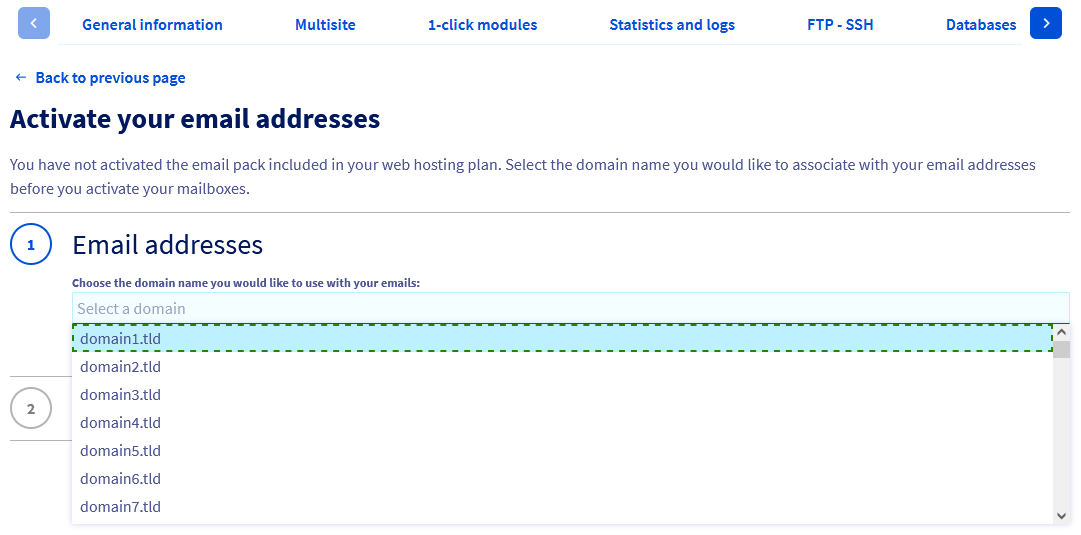 General information Multisite 1-click modules Statistics and logs FTP - SSH Databases
Back to previous page
Activate your email addresses
You have not activated the email pack included in your web hosting plan. Select the domain name you would like to associate with your email addresses
before you activate your mailboxes.
1 Email addresses
Choose the domain name you would like to use with your emails:
Select a domain
domain1.tld
domain2.tld
domain3.tld
2
domain4.tld
domain5.tld
domain6.tld
domain7.tld